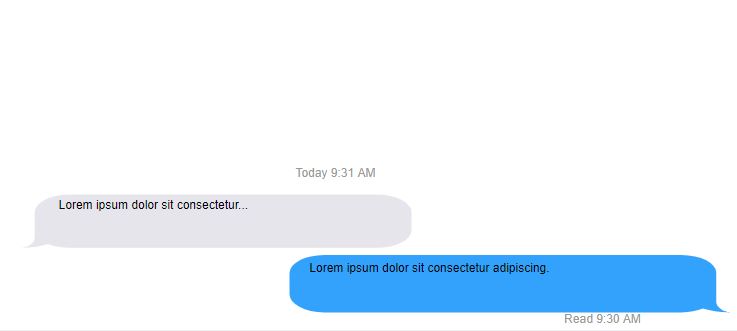 Today 9:31 AM
Lorem ipsum dolor sit consectetur...
Lorem ipsum dolor sit consectetur adipiscing.
Read 9:30 AM